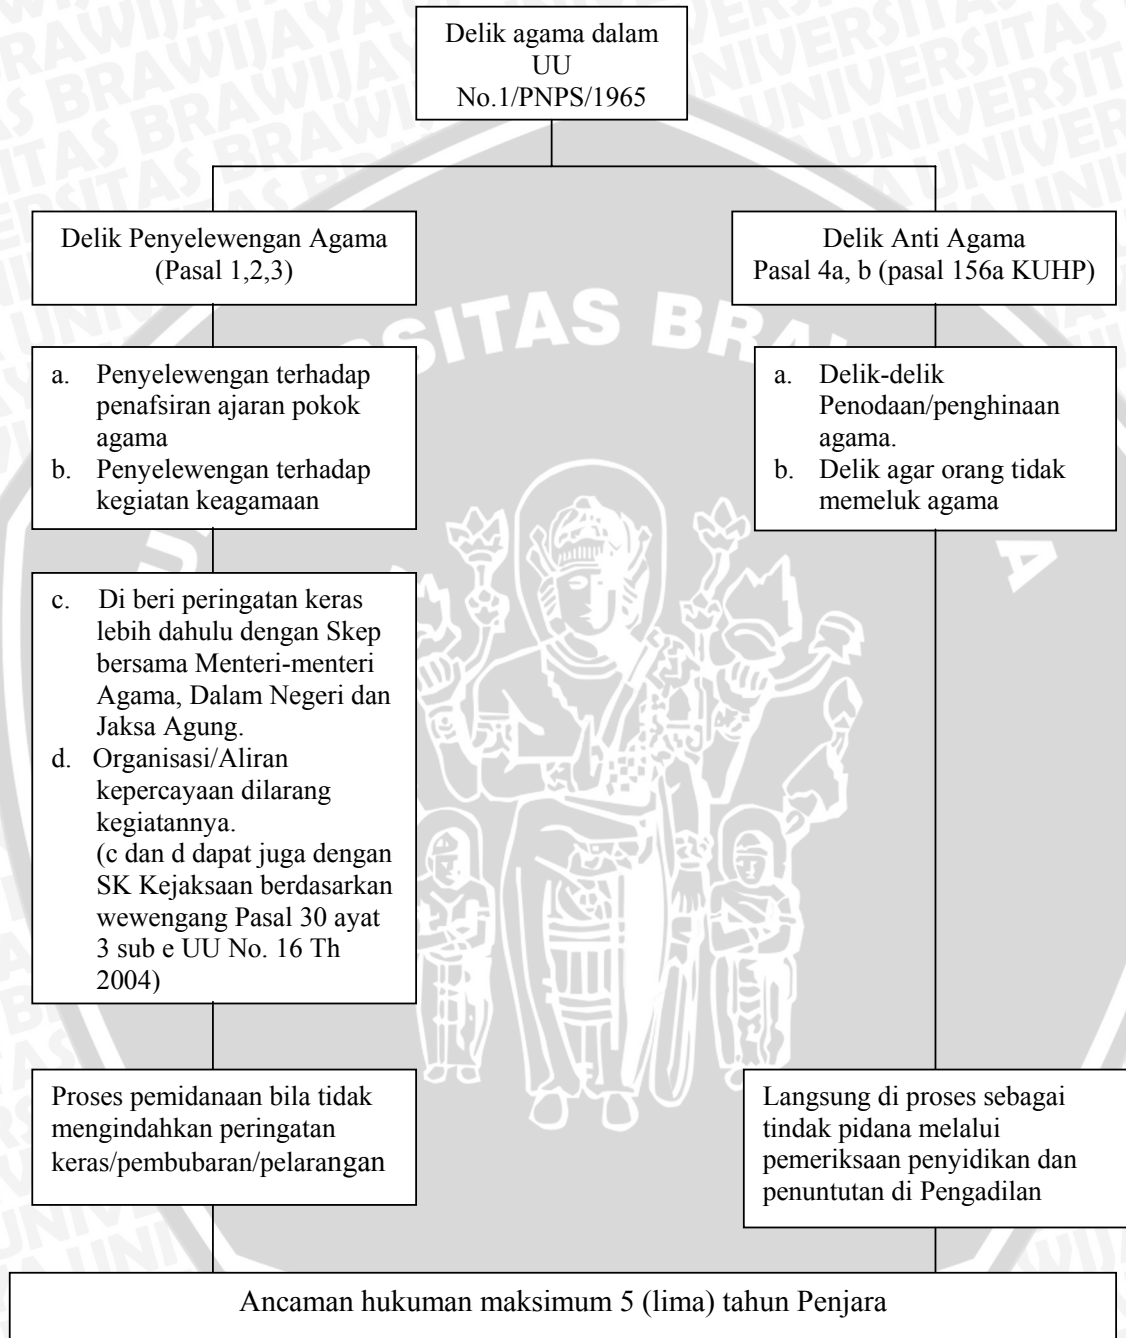 Delik agama dalam
UU
No.1/PNPS/1965
Delik Penyelewengan Agama
(Pasal 1,2,3)
Delik Anti Agama
Pasal 4a, b (pasal 156a KUHP)
a. Penyelewengan terhadap
penafsiran ajaran pokok
agama
b. Penyelewengan terhadap
kegiatan keagamaan
a. Delik-delik
Penodaan/penghinaan
agama.
b. Delik agar orang tidak
memeluk agama
c. Di beri peringatan keras
lebih dahulu dengan Skep
bersama Menteri-menteri
Agama, Dalam Negeri dan
Jaksa Agung.
d. Organisasi/Aliran
kepercayaan dilarang
kegiatannya.
(c dan d dapat juga dengan
SK Kejaksaan berdasarkan
wewengang Pasal 30 ayat
3 sub e UU No. 16 Th
2004)
Proses pemidanaan bila tidak
mengindahkan peringatan
keras/pembubaran/pelarangan
Langsung di proses sebagai
tindak pidana melalui
pemeriksaan penyidikan dan
penuntutan di Pengadilan
Ancaman hukuman maksimum 5 (lima) tahun Penjara